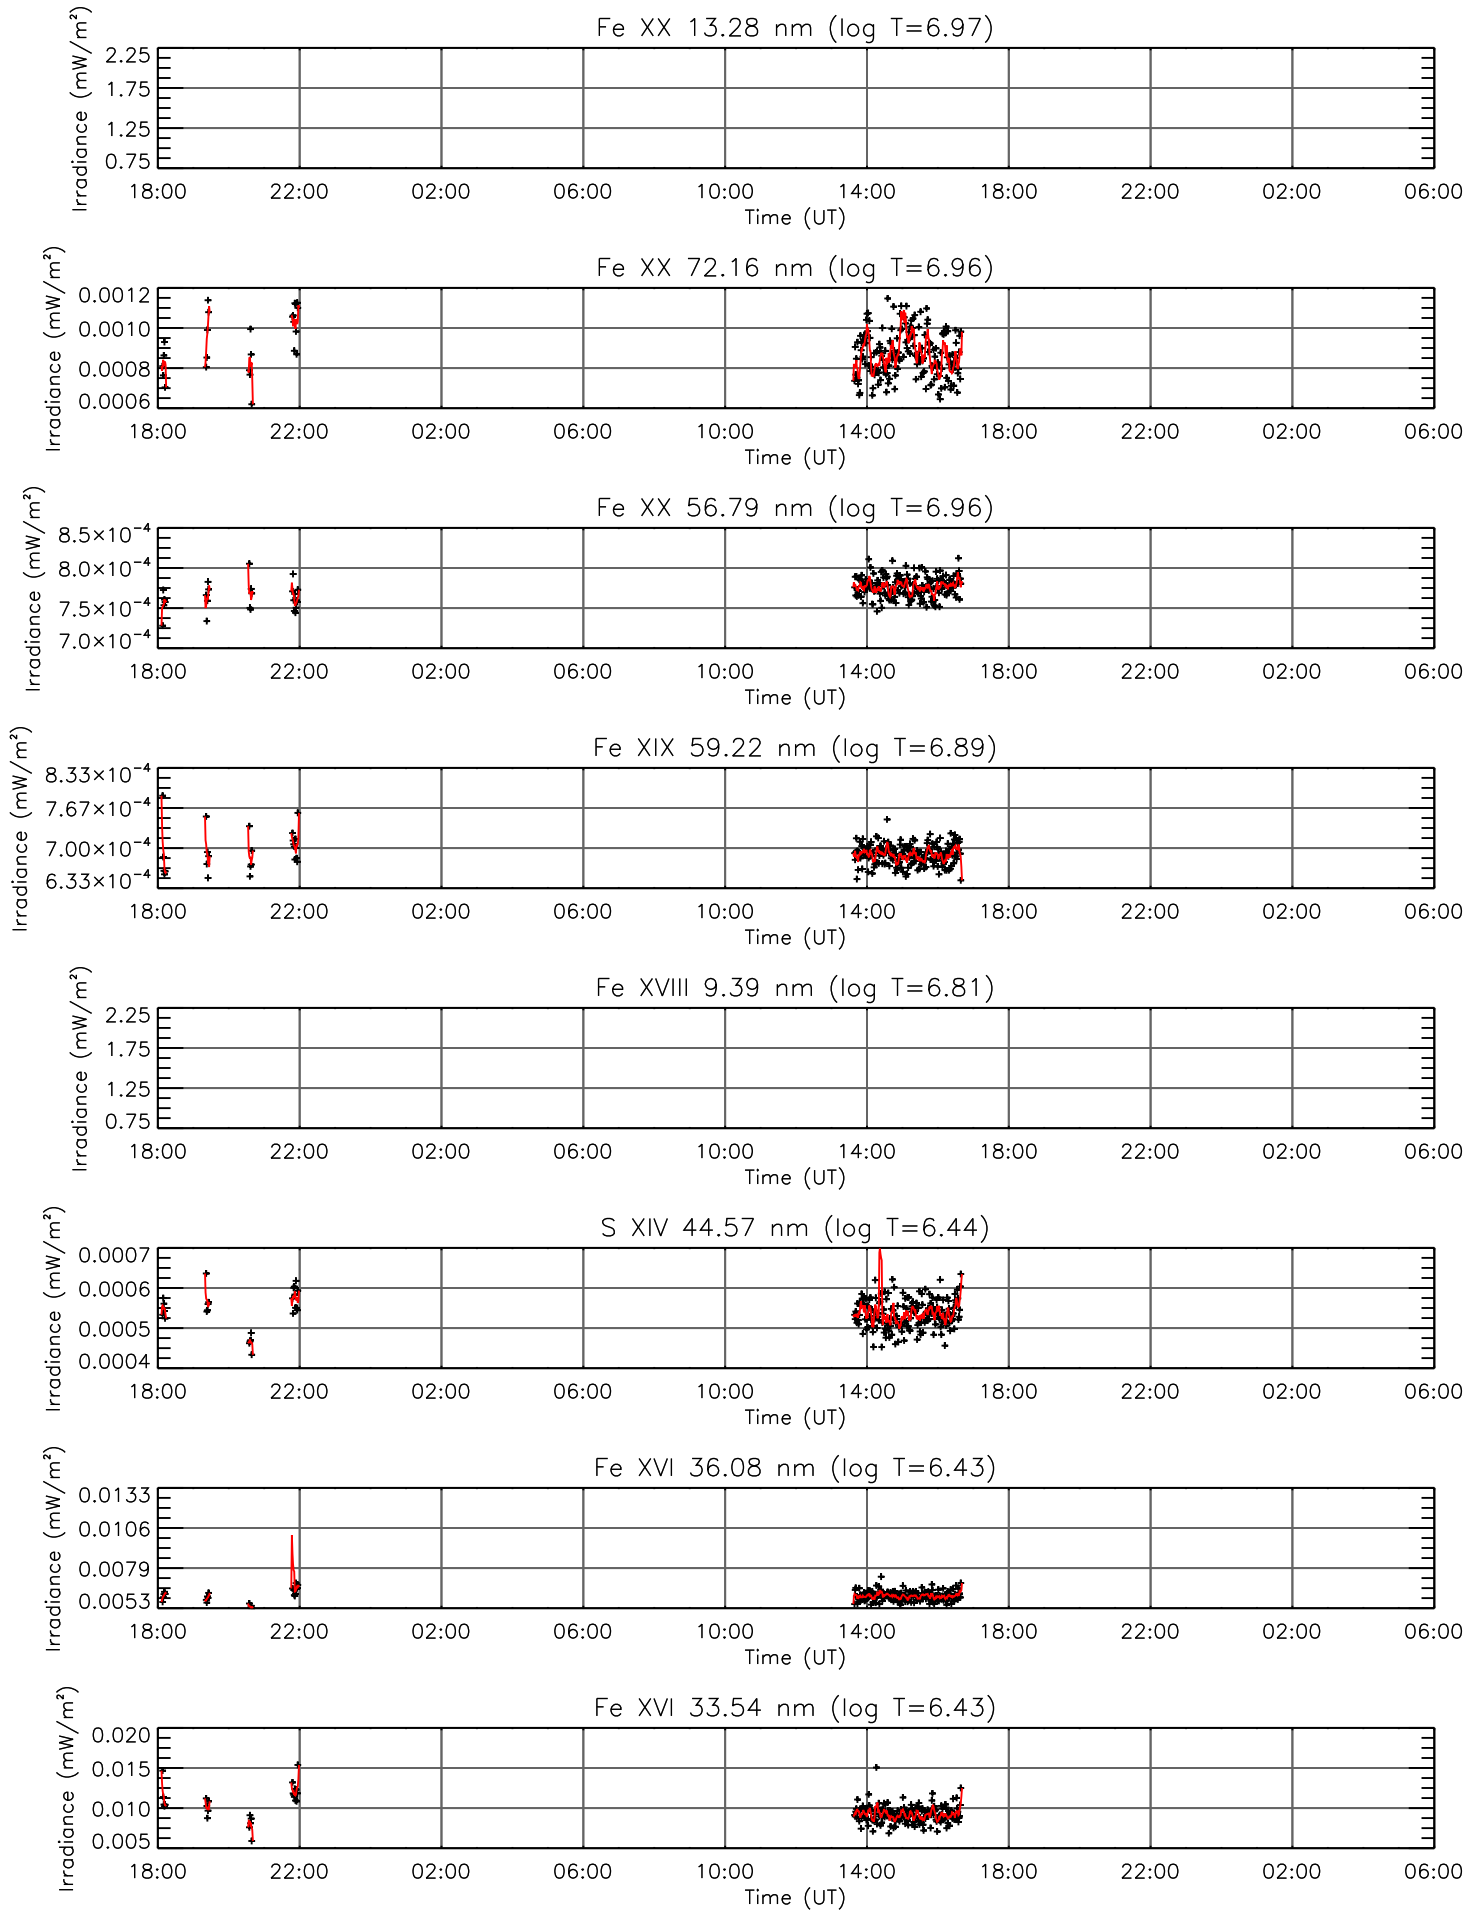 Fe XX 13.28 nm (log T=6.97)
Irradiance (mW/m²)
2.25
1.75
1.25
0.75
18:00 22:00 02:00 06:00 10:00 14:00 18:00 22:00 02:00 06:00
Time (UT)
Fe XX 72.16 nm (log T=6.96)
Irradiance (mW/m²)
0.0012
0.0010
0.0008
0.0006
18:00 22:00 02:00 06:00 10:00 14:00 18:00 22:00 02:00 06:00
Time (UT)
Fe XX 56.79 nm (log T=6.96)
Irradiance (mW/m²)
8.5×10⁻⁴
8.0×10⁻⁴
7.5×10⁻⁴
7.0×10⁻⁴
18:00 22:00 02:00 06:00 10:00 14:00 18:00 22:00 02:00 06:00
Time (UT)
Fe XIX 59.22 nm (log T=6.89)
Irradiance (mW/m²)
8.33×10⁻⁴
7.67×10⁻⁴
7.00×10⁻⁴
6.33×10⁻⁴
18:00 22:00 02:00 06:00 10:00 14:00 18:00 22:00 02:00 06:00
Time (UT)
Fe XVIII 9.39 nm (log T=6.81)
Irradiance (mW/m²)
2.25
1.75
1.25
0.75
18:00 22:00 02:00 06:00 10:00 14:00 18:00 22:00 02:00 06:00
Time (UT)
S XIV 44.57 nm (log T=6.44)
Irradiance (mW/m²)
0.0007
0.0006
0.0005
0.0004
18:00 22:00 02:00 06:00 10:00 14:00 18:00 22:00 02:00 06:00
Time (UT)
Fe XVI 36.08 nm (log T=6.43)
Irradiance (mW/m²)
0.0133
0.0106
0.0079
0.0053
18:00 22:00 02:00 06:00 10:00 14:00 18:00 22:00 02:00 06:00
Time (UT)
Fe XVI 33.54 nm (log T=6.43)
Irradiance (mW/m²)
0.020
0.015
0.010
0.005
18:00 22:00 02:00 06:00 10:00 14:00 18:00 22:00 02:00 06:00
Time (UT)